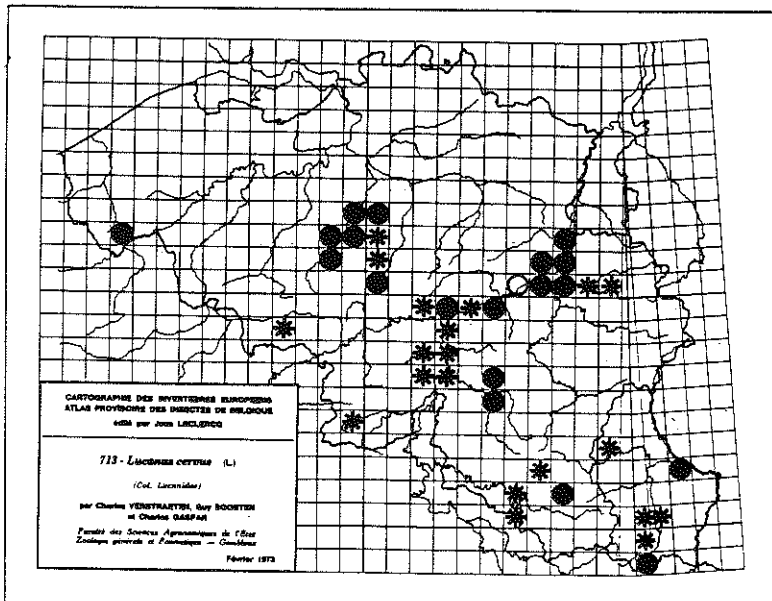 CARTOGRAPHIE DES INVERTEBRES EUROPEENS
ATLAS PROVISOIRE DES INSECTES DE BELGIQUE
édité par Jean LECLERCQ
713 - Lucanus cervus (L.)
(Col. Lucanidae)
par Charles VERSTRAETEN, Guy BOOSTEN
et Charles GASPAR
Faculté des Sciences Agronomiques de l'Etat
Zoologie générale et Faunistique — Gembloux
Février 1973